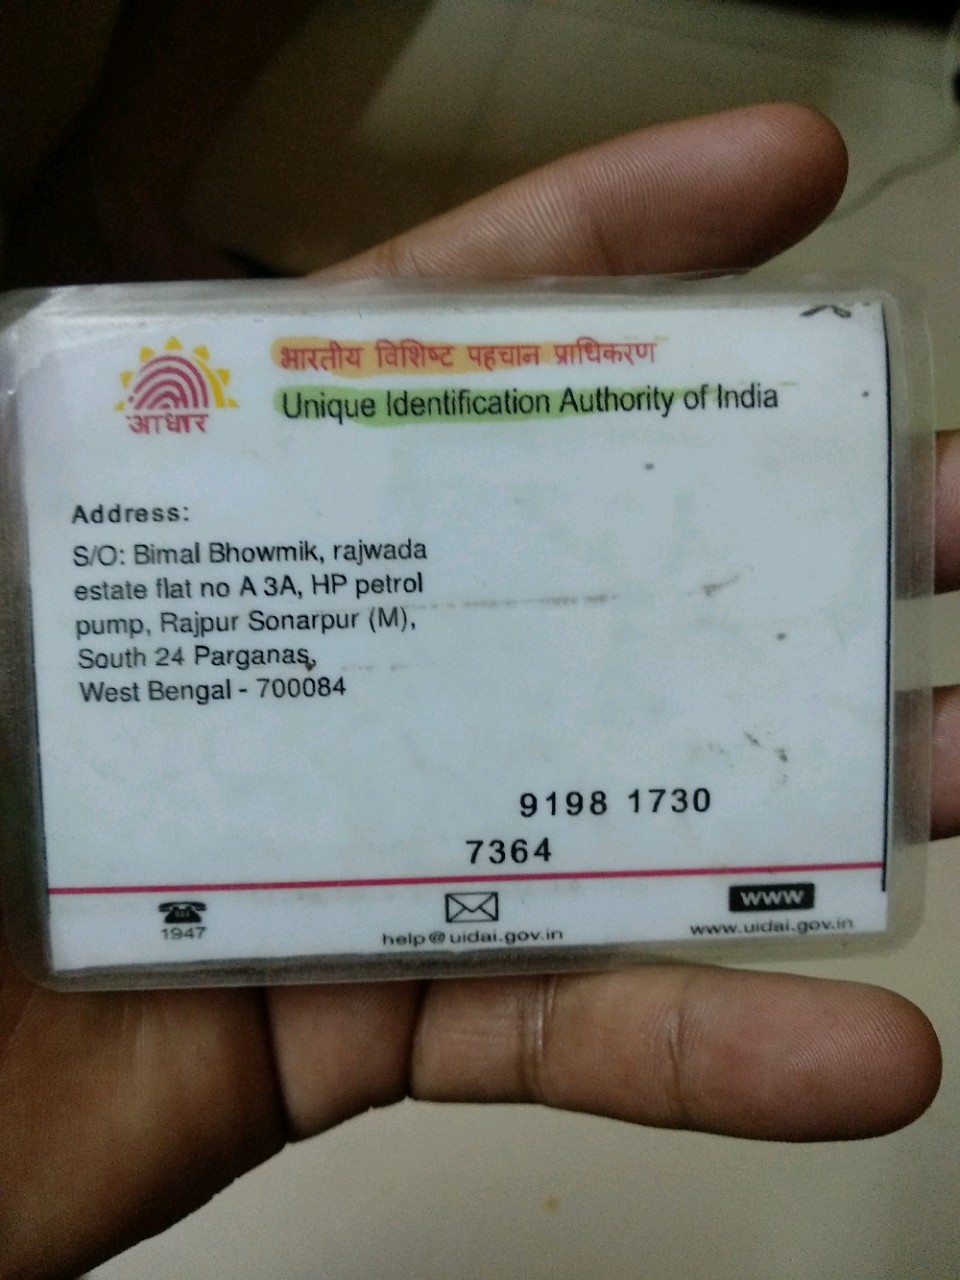 भारतीय विशिष्ट पहचान प्राधिकरण
आधार
Unique Identification Authority of India
Address:
S/O: Bimal Bhowmik, rajwada
estate flat no A 3A, HP petrol
pump, Rajpur Sonarpur (M),
South 24 Parganas,
West Bengal - 700084
9198 1730
7364
1947
help@uidai.gov.in
www
www.uidai.gov.in